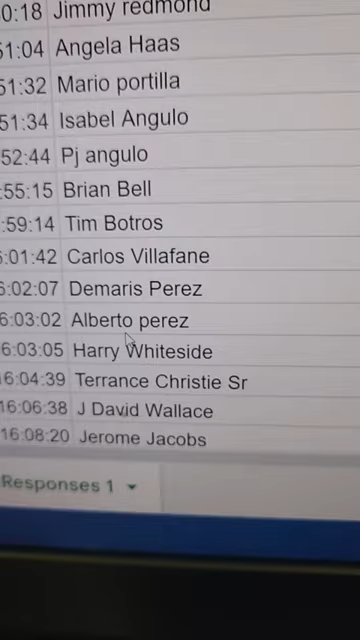 0:18 Jimmy redmond
51:04 Angela Haas
51:32 Mario portilla
51:34 Isabel Angulo
:52:44 Pj angulo
:55:15 Brian Bell
:59:14 Tim Botros
6:01:42 Carlos Villafane
6:02:07 Demaris Perez
6:03:02 Alberto perez
6:03:05 Harry Whiteside
16:04:39 Terrance Christie Sr
16:06:38 J David Wallace
16:08:20 Jerome Jacobs
Responses 1